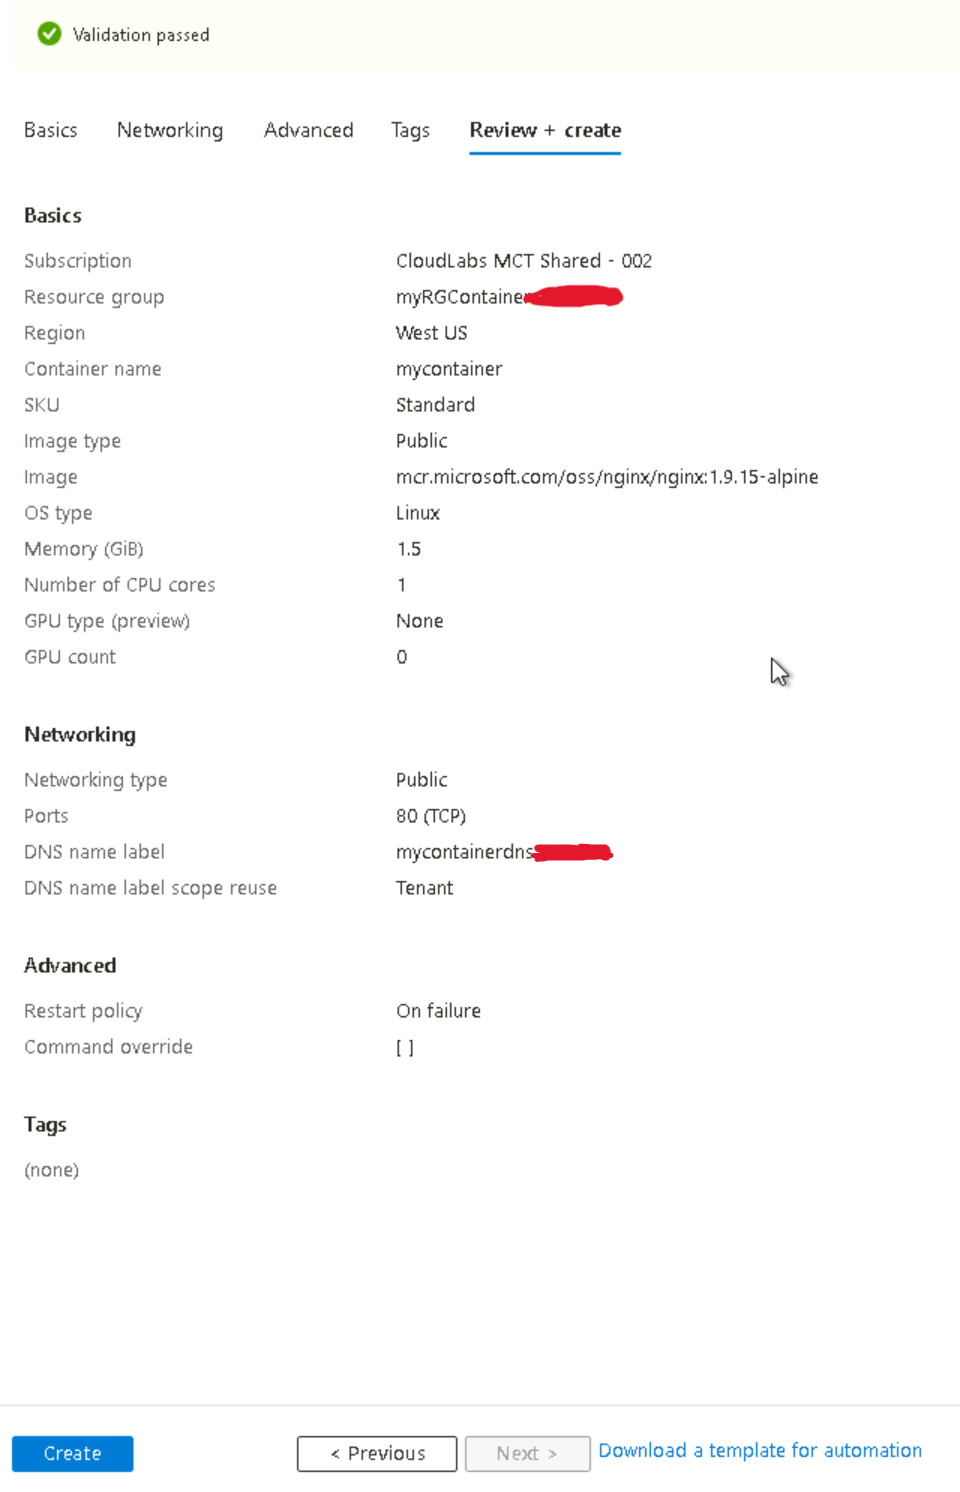 Validation passed
Basics Networking Advanced Tags Review + create
Basics
Subscription CloudLabs MCT Shared - 002
Resource group myRGContainer
Region West US
Container name mycontainer
SKU Standard
Image type Public
Image mcr.microsoft.com/oss/nginx/nginx:1.9.15-alpine
OS type Linux
Memory (GiB) 1.5
Number of CPU cores 1
GPU type (preview) None
GPU count 0
Networking
Networking type Public
Ports 80 (TCP)
DNS name label mycontainerdns
DNS name label scope reuse Tenant
Advanced
Restart policy On failure
Command override [ ]
Tags
(none)
Create < Previous Next > Download a template for automation